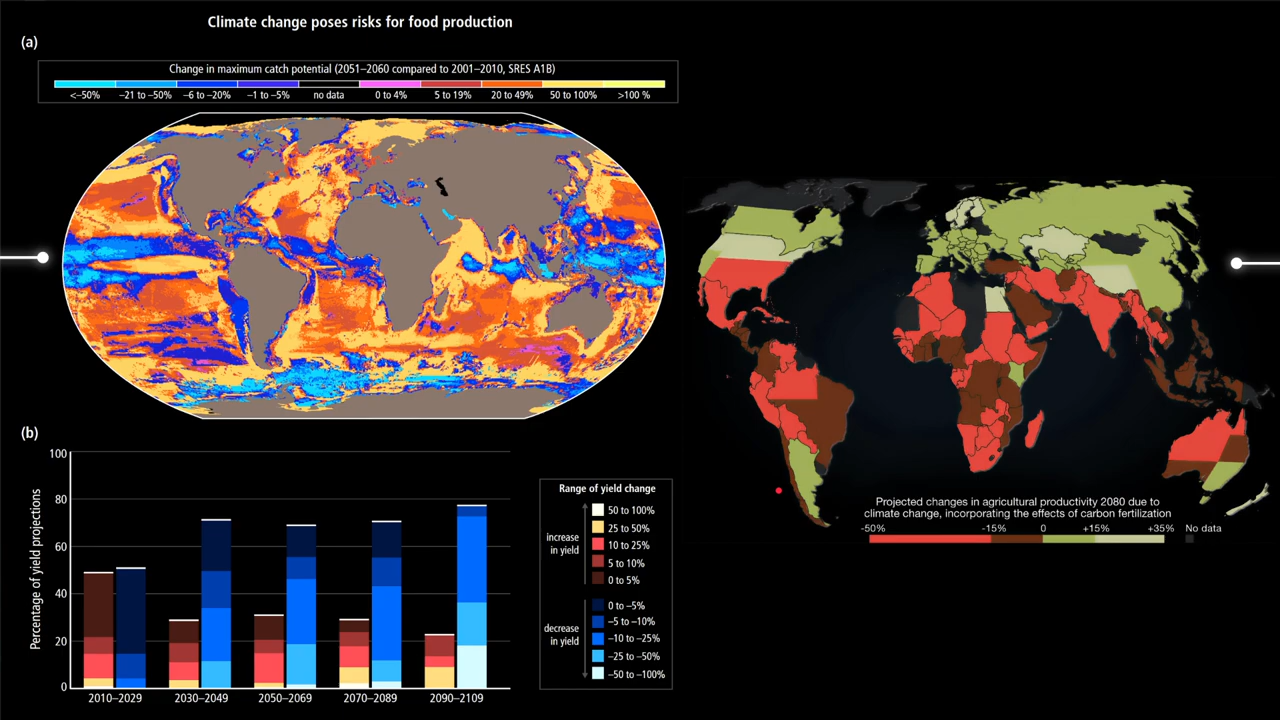 Climate change poses risks for food production
(a)
Change in maximum catch potential (2051–2060 compared to 2001–2010, SRES A1B)
<–50% –21 to –50% –6 to –20% –1 to –5% no data 0 to 4% 5 to 19% 20 to 49% 50 to 100% >100 %
(b)
Percentage of yield projections
100
80
60
40
20
0
2010–2029 2030–2049 2050–2069 2070–2089 2090–2109
Range of yield change
increase in yield
50 to 100%
25 to 50%
10 to 25%
5 to 10%
0 to 5%
decrease in yield
0 to –5%
–5 to –10%
–10 to –25%
–25 to –50%
–50 to –100%
Projected changes in agricultural productivity 2080 due to
climate change, incorporating the effects of carbon fertilization
-50% -15% 0 +15% +35% No data